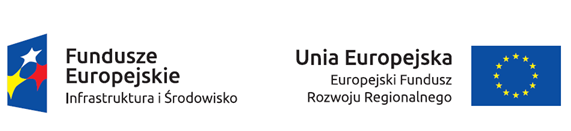 Fundusze
Europejskie
Infrastruktura i Środowisko
Unia Europejska
Europejski Fundusz
Rozwoju Regionalnego